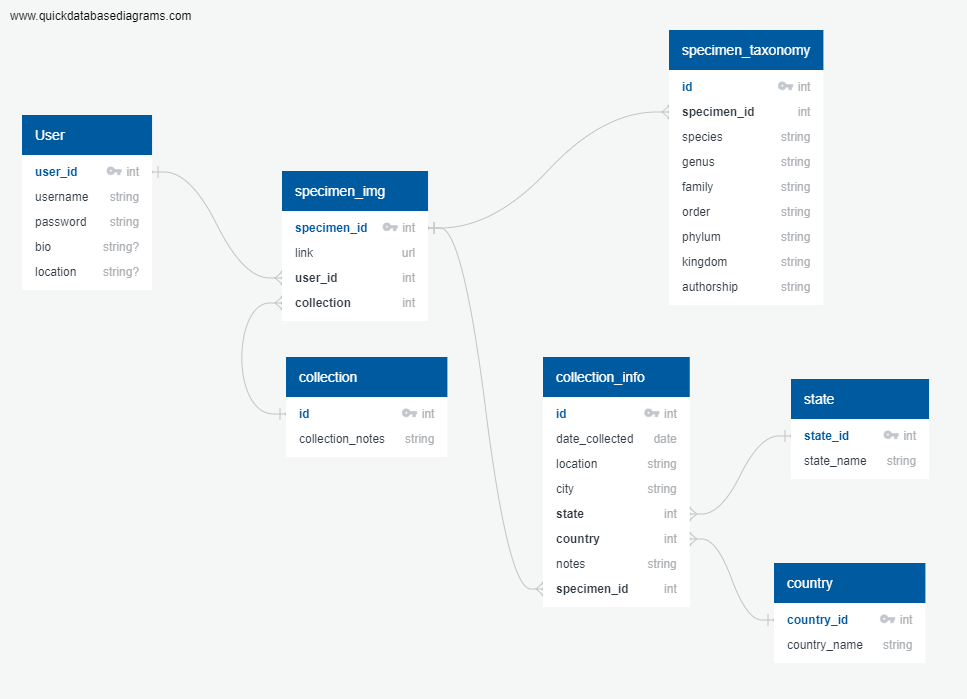 www.quickdatabasediagrams.com
User
user_id int
username string
password string
bio string?
location string?
specimen_img
specimen_id int
link url
user_id int
collection int
specimen_taxonomy
id int
specimen_id int
species string
genus string
family string
order string
phylum string
kingdom string
authorship string
collection
id int
collection_notes string
collection_info
id int
date_collected date
location string
city string
state int
country int
notes string
specimen_id int
state
state_id int
state_name string
country
country_id int
country_name string